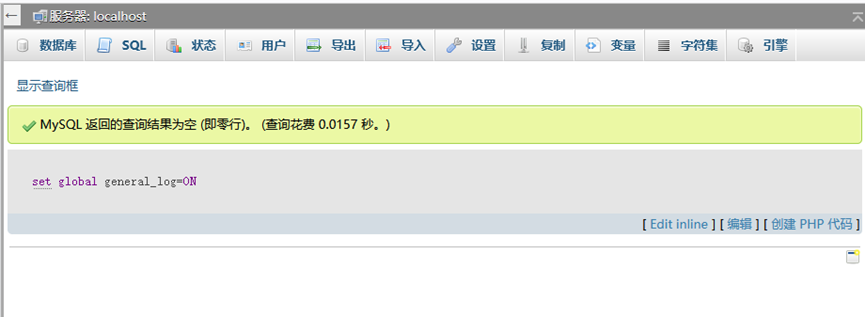 服务器: localhost
数据库 SQL 状态 用户 导出 导入 设置 复制 变量 字符集 引擎
显示查询框
MySQL 返回的查询结果为空 (即零行)。 (查询花费 0.0157 秒。)
set global general_log=ON
[ Edit inline ] [ 编辑 ] [ 创建 PHP 代码 ]